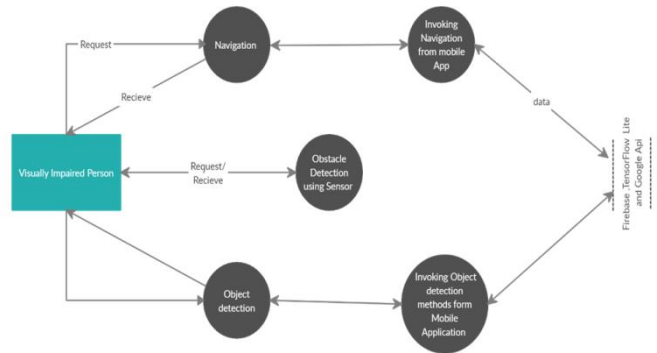 Request
Navigation
Invoking
Navigation
from mobile
App
Recieve
data
Visually Impaired Person
Request/
Recieve
Obstacle
Detection
using Sensor
Firebase ,TensorFlow Lite
and Google Api
Object
detection
Invoking Object
detection
methods form
Mobile
Application